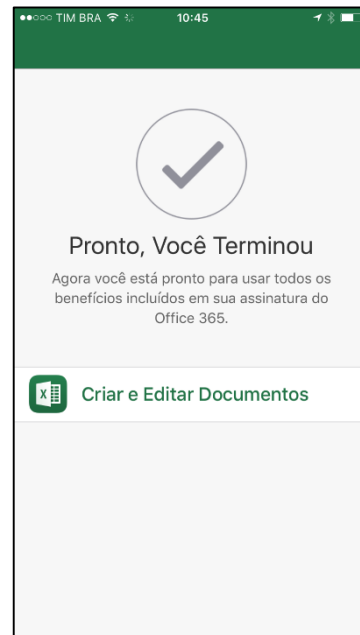 TIM BRA 10:45
Pronto, Você Terminou
Agora você está pronto para usar todos os
benefícios incluídos em sua assinatura do
Office 365.
X Criar e Editar Documentos